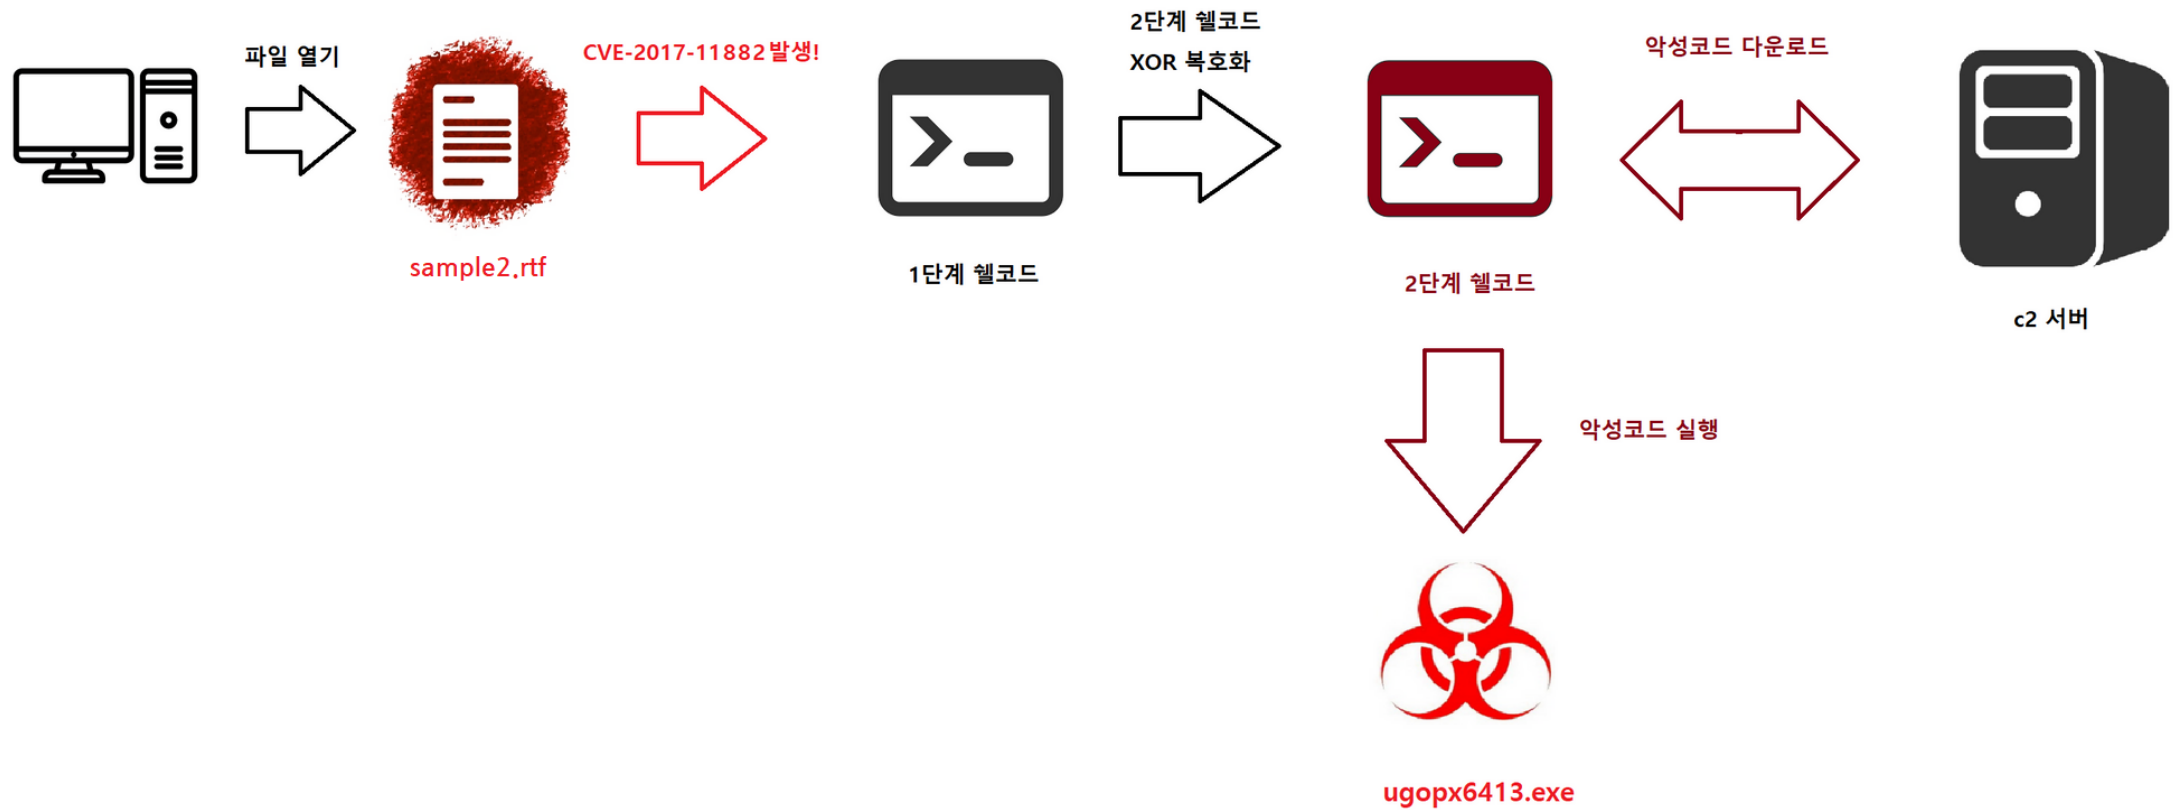 파일 열기
sample2.rtf
CVE-2017-11882발생!
1단계 쉘코드
2단계 쉘코드
XOR 복호화
2단계 쉘코드
악성코드 다운로드
c2 서버
악성코드 실행
ugopx6413.exe